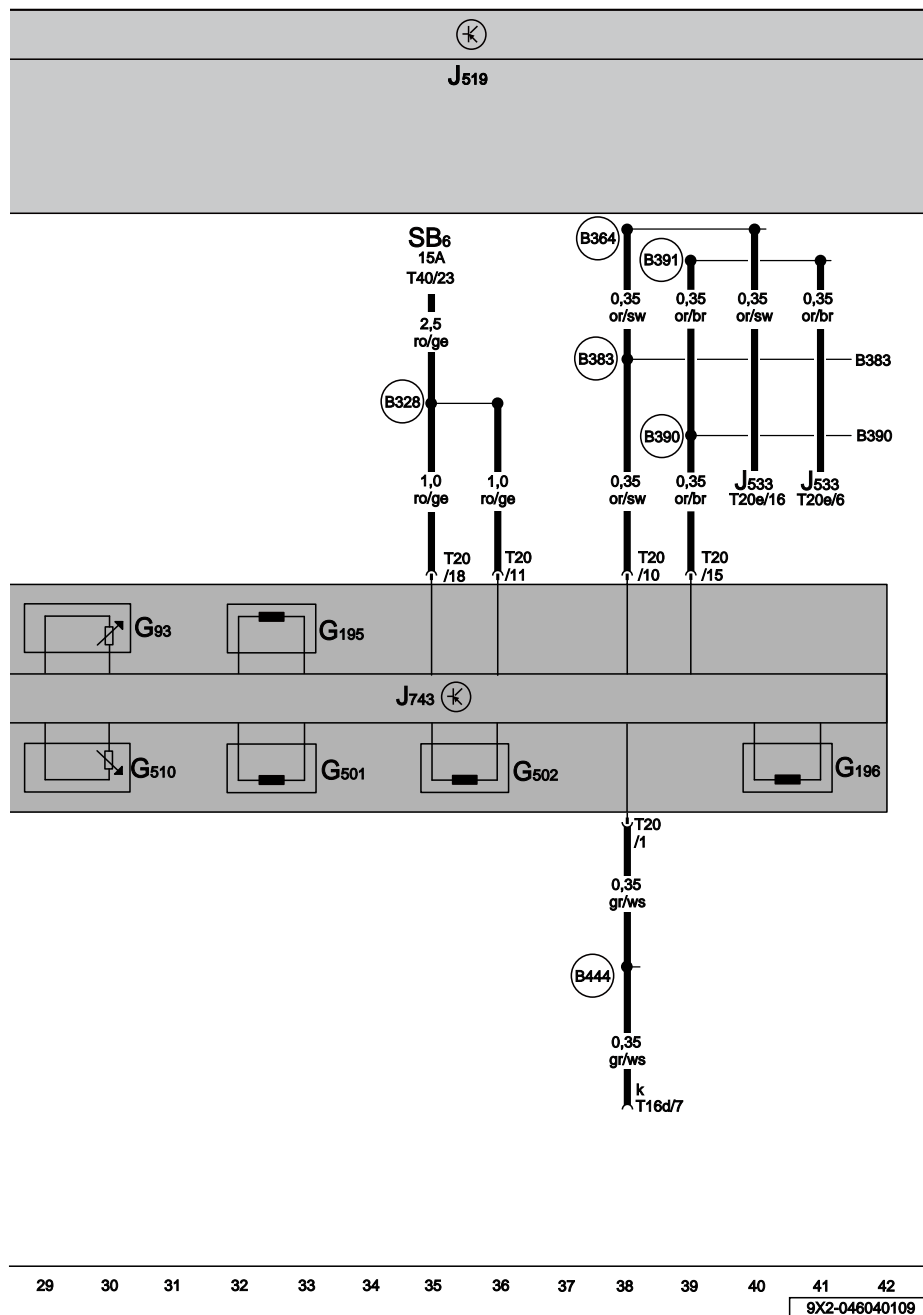 J519
SB6
15A
T40/23
2,5
ro/ge
B328
1,0
ro/ge
1,0
ro/ge
T20
/18
T20
/11
B364
B391
0,35
or/sw
0,35
or/br
0,35
or/sw
0,35
or/br
B383
B383
B390
B390
0,35
or/sw
0,35
or/br
J533
T20e/16
J533
T20e/6
T20
/10
T20
/15
G93
G195
J743
G510
G501
G502
G196
T20
/1
0,35
gr/ws
B444
0,35
gr/ws
k
T16d/7
29 30 31 32 33 34 35 36 37 38 39 40 41 42
9X2-046040109